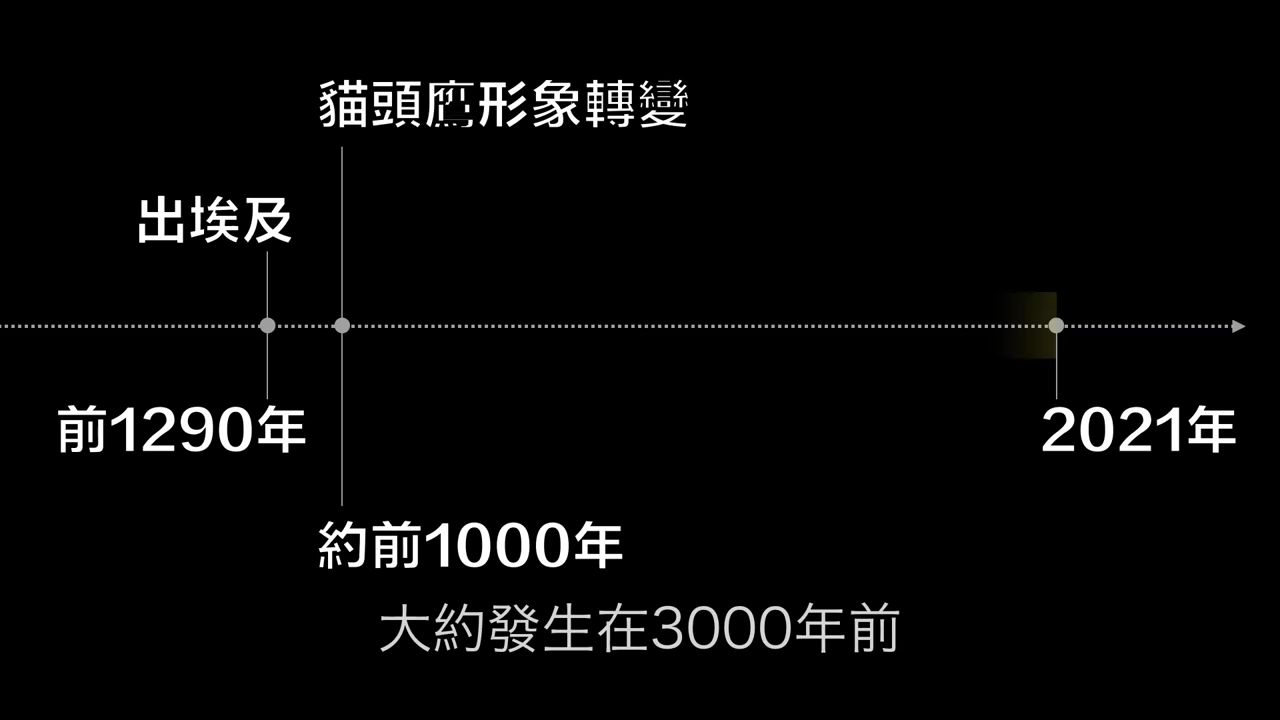 貓頭鷹形象轉變
出埃及
前1290年
2021年
約前1000年
大約發生在3000年前